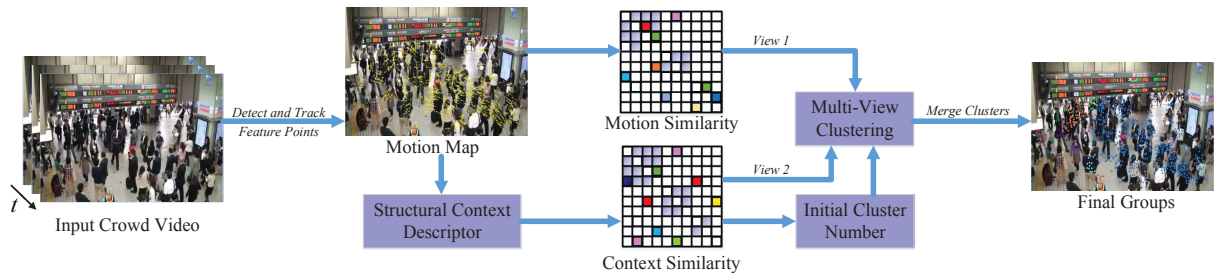 Detect and Track
Feature Points
t
Input Crowd Video
Motion Map
Structural Context
Descriptor
Motion Similarity
View 1
Context Similarity
View 2
Initial Cluster
Number
Multi-View
Clustering
Merge Clusters
Final Groups